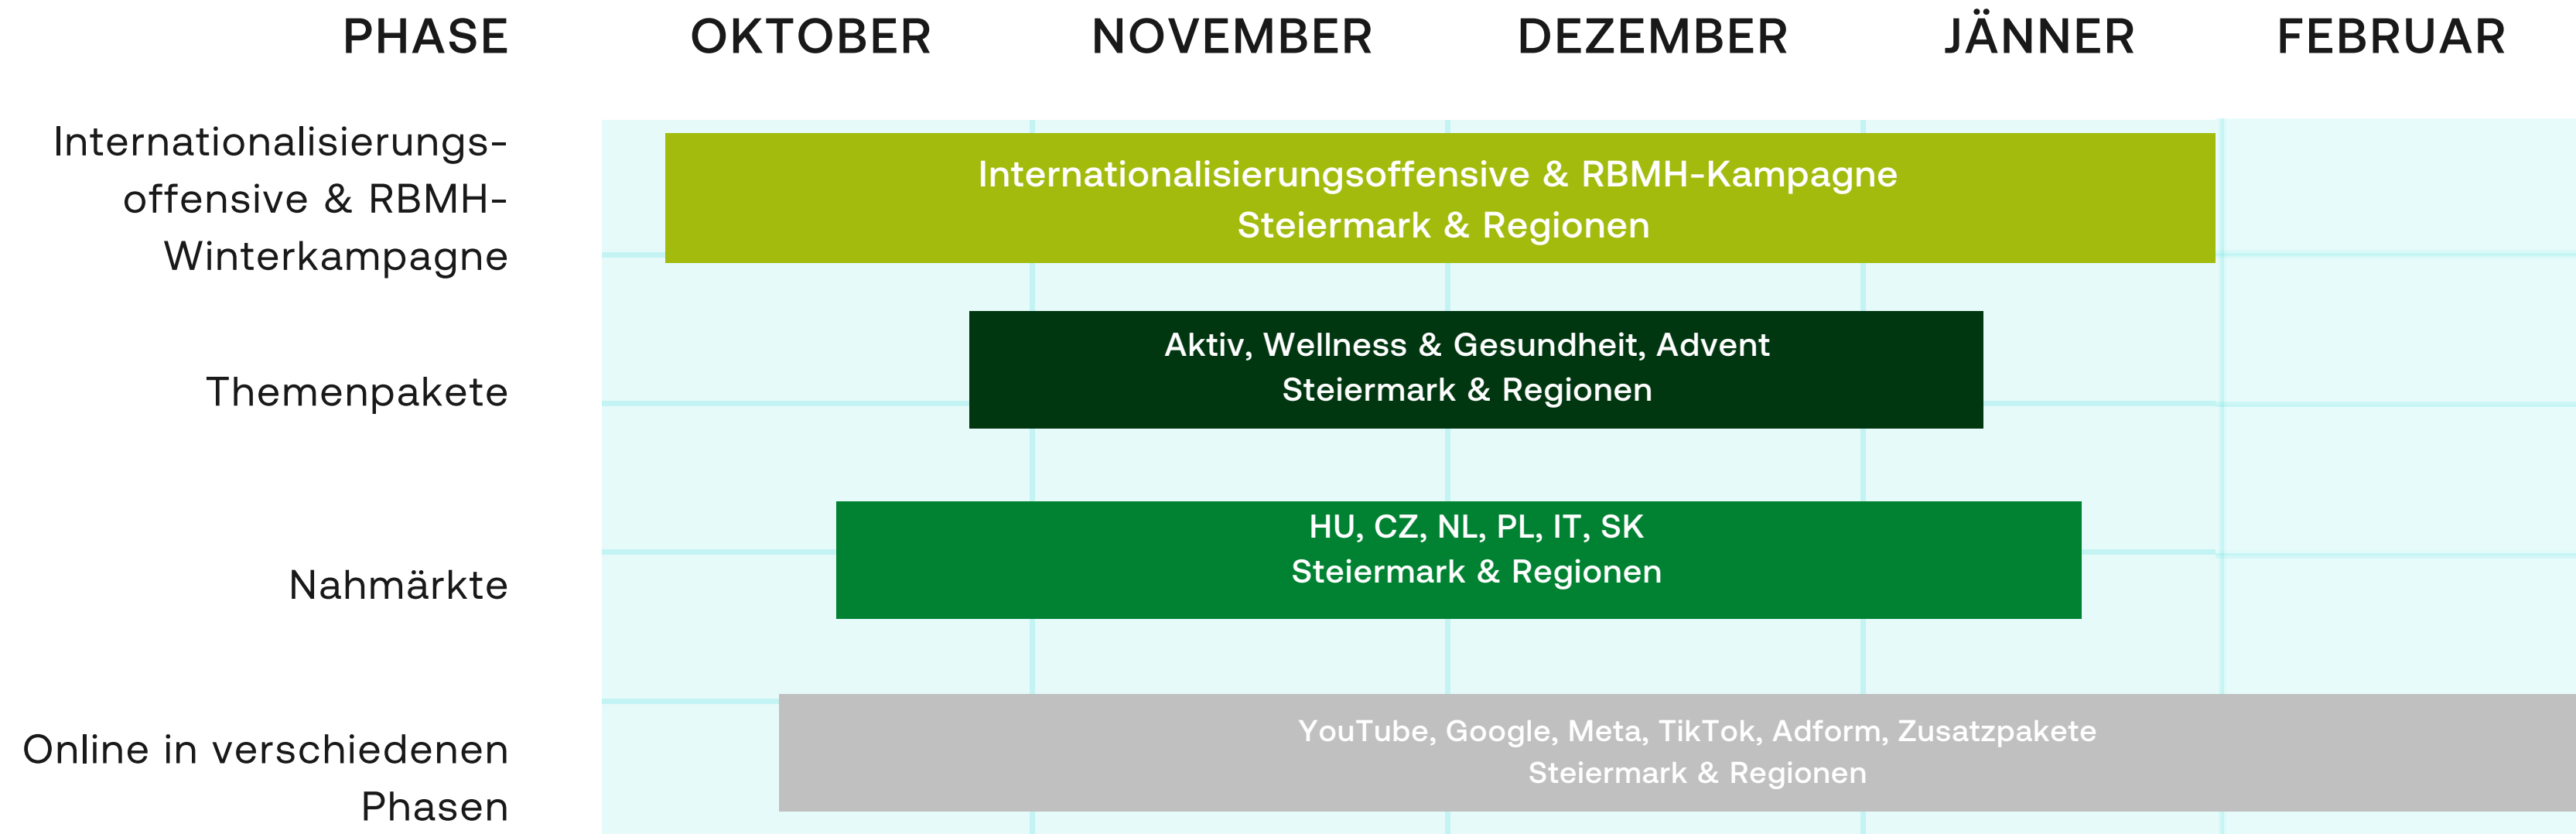 PHASE OKTOBER NOVEMBER DEZEMBER JÄNNER FEBRUAR
Internationalisierungs-
offensive & RBMH-
Winterkampagne
Internationalisierungsoffensive & RBMH-Kampagne
Steiermark & Regionen
Themenpakete
Aktiv, Wellness & Gesundheit, Advent
Steiermark & Regionen
Nahmärkte
HU, CZ, NL, PL, IT, SK
Steiermark & Regionen
Online in verschiedenen
Phasen
YouTube, Google, Meta, TikTok, Adform, Zusatzpakete
Steiermark & Regionen